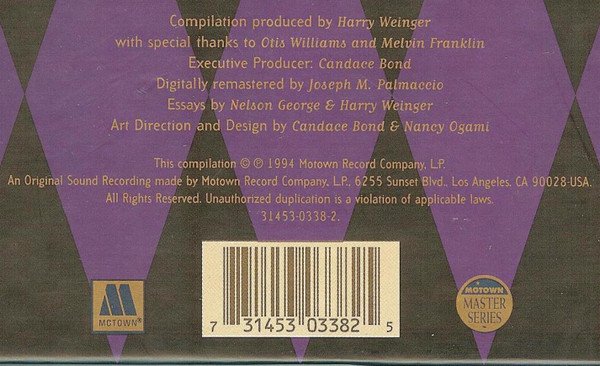 Compilation produced by Harry Weinger
with special thanks to Otis Williams and Melvin Franklin
Executive Producer: Candace Bond
Digitally remastered by Joseph M. Palmaccio
Essays by Nelson George & Harry Weinger
Art Direction and Design by Candace Bond & Nancy Ogami
This compilation © ℗ 1994 Motown Record Company, L.P.
An Original Sound Recording made by Motown Record Company, L.P., 6255 Sunset Blvd., Los Angeles, CA 90028-USA.
All Rights Reserved. Unauthorized duplication is a violation of applicable laws.
31453-0338-2.
MOTOWN®
7 31453 03382 5
MOTOWN
MASTER
SERIES